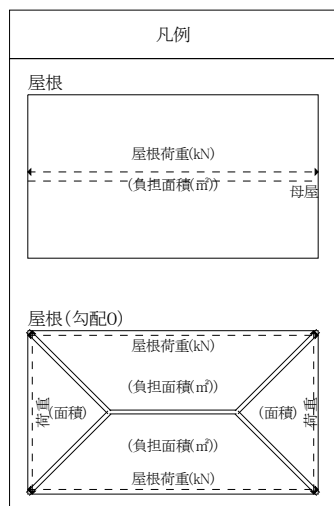 凡例
屋根
屋根荷重(kN)
(負担面積(㎡))
母屋
屋根(勾配0)
屋根荷重(kN)
(負担面積(㎡))
荷重
(面積)
(面積)
荷重
(負担面積(㎡))
屋根荷重(kN)